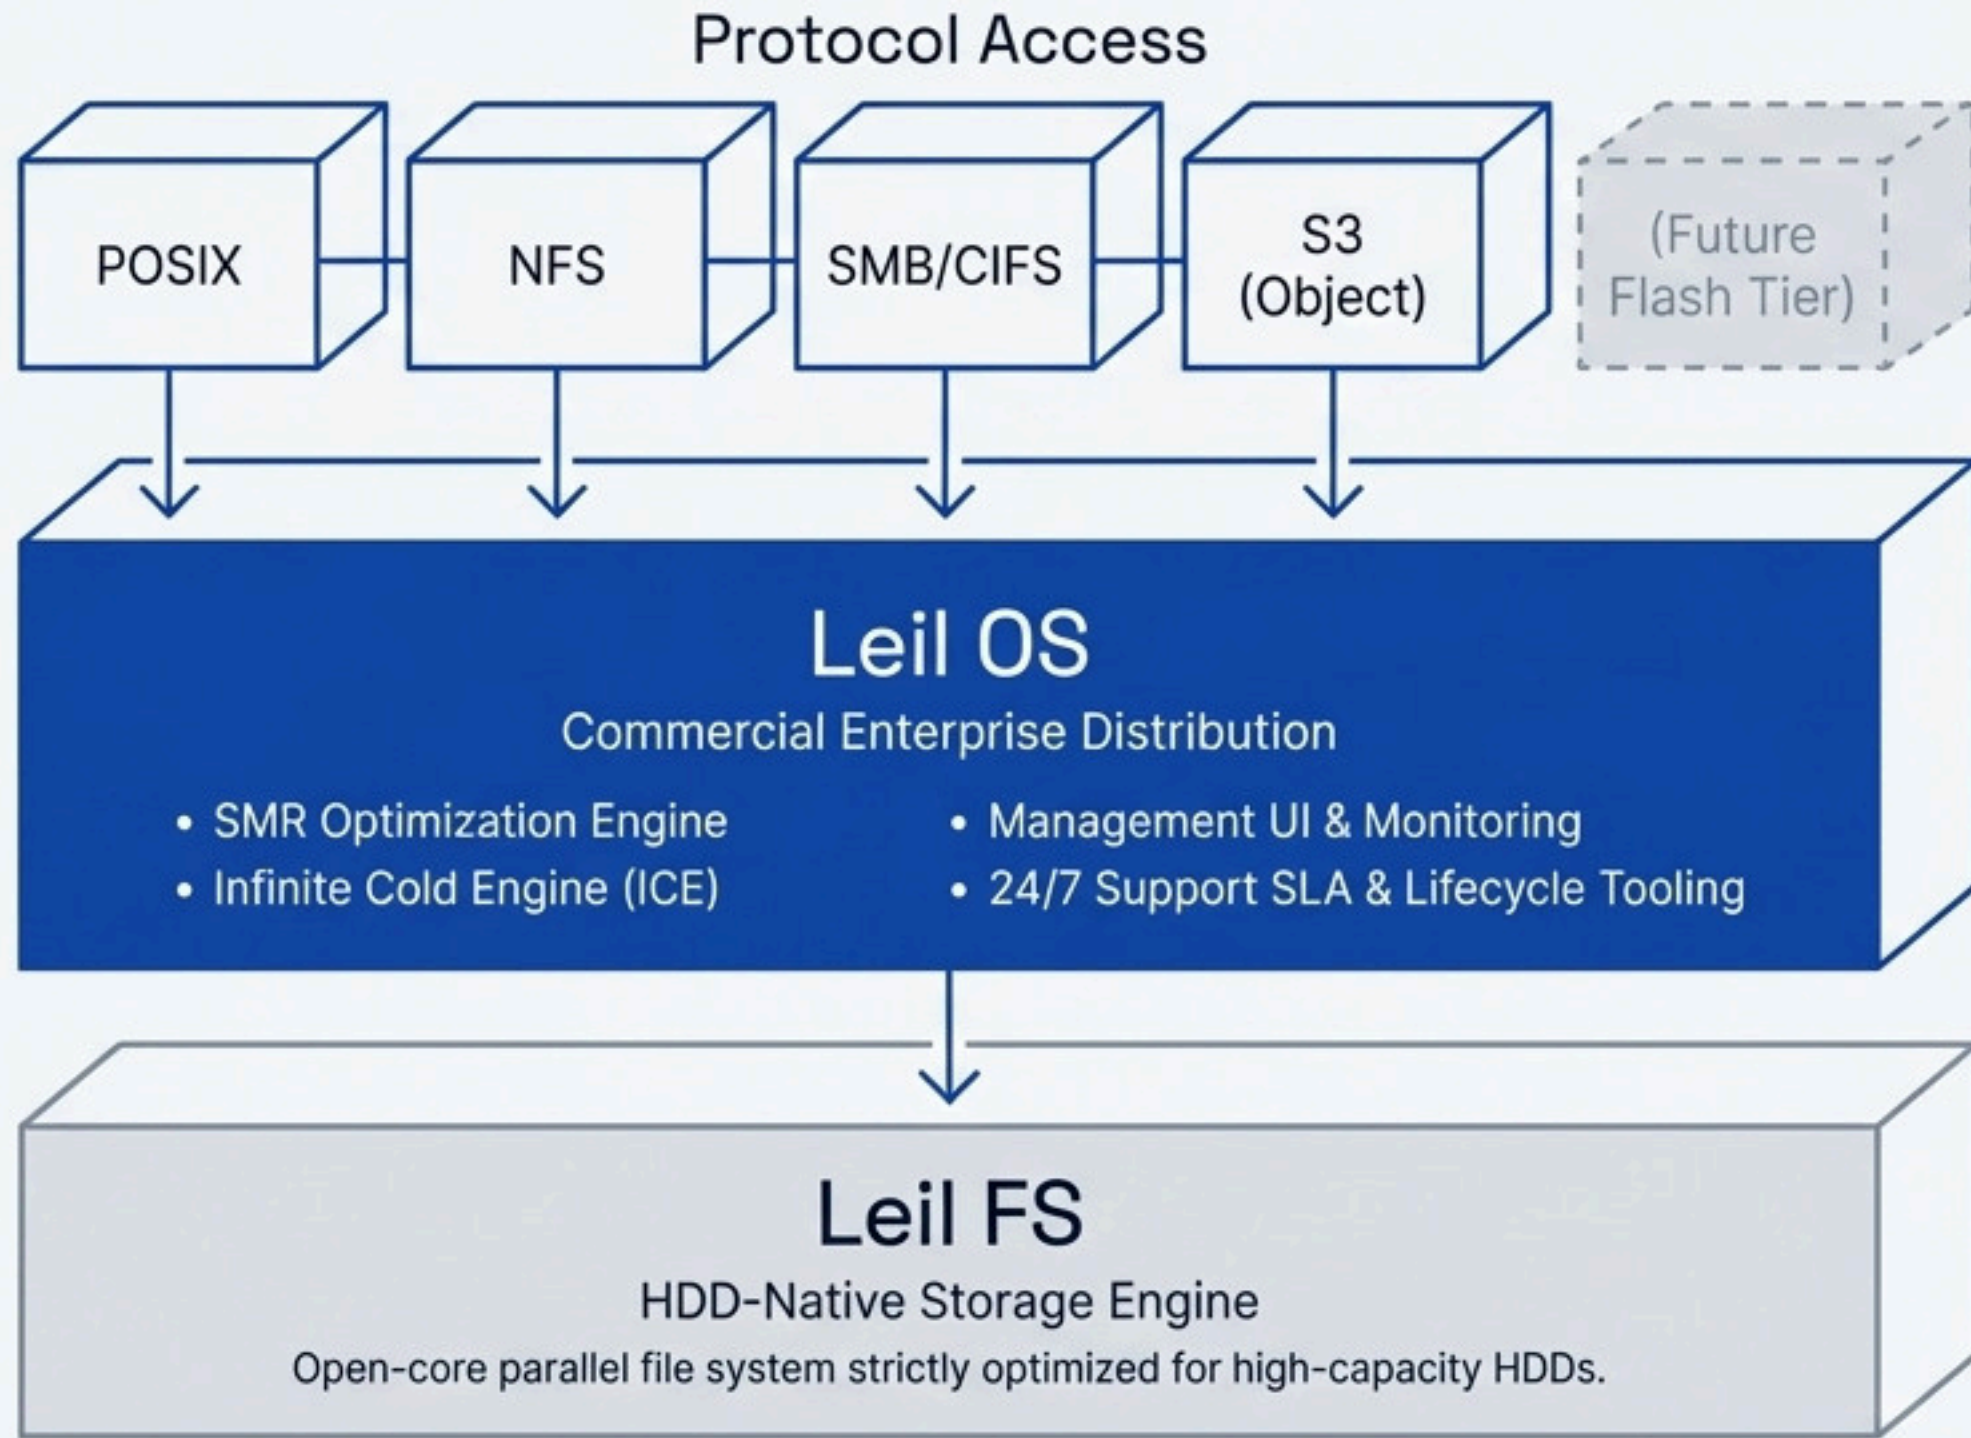 Protocol Access
POSIX
NFS
SMB/CIFS
S3
(Object)
(Future
Flash Tier)
Leil OS
Commercial Enterprise Distribution
• SMR Optimization Engine
• Infinite Cold Engine (ICE)
• Management UI & Monitoring
• 24/7 Support SLA & Lifecycle Tooling
Leil FS
HDD-Native Storage Engine
Open-core parallel file system strictly optimized for high-capacity HDDs.